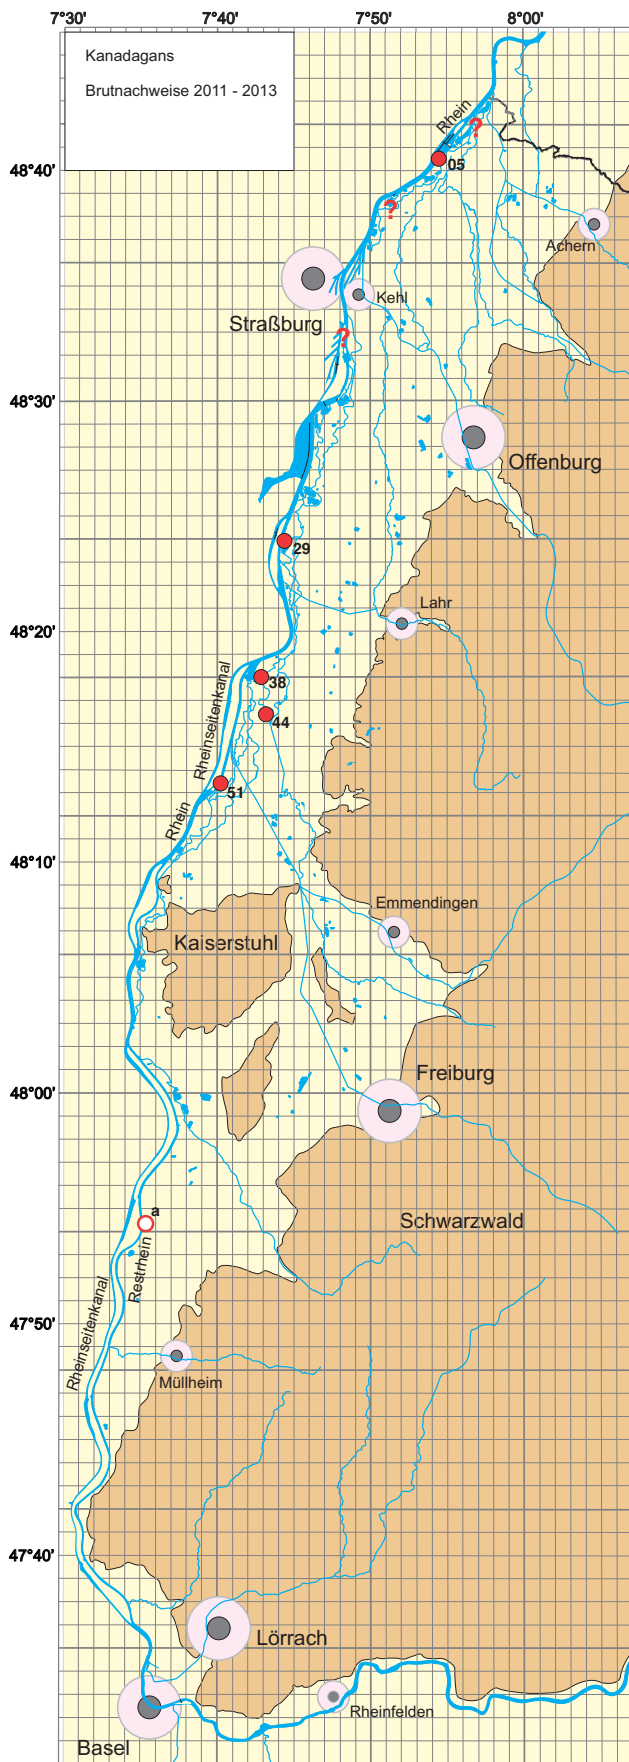 7°30' 7°40' 7°50' 8°00'
Kanadagans
Brutnachweise 2011 - 2013
Rhein
?
05
48°40'
?
Achern
Kehl
Straßburg
?
48°30'
Offenburg
29
Lahr
48°20'
38
Rheinseitenkanal
44
51
Rhein
48°10'
Emmendingen
Kaiserstuhl
Freiburg
48°00'
a
Schwarzwald
Restrhein
Rheinseitenkanal
47°50'
Müllheim
47°40'
Lörrach
Rheinfelden
Basel